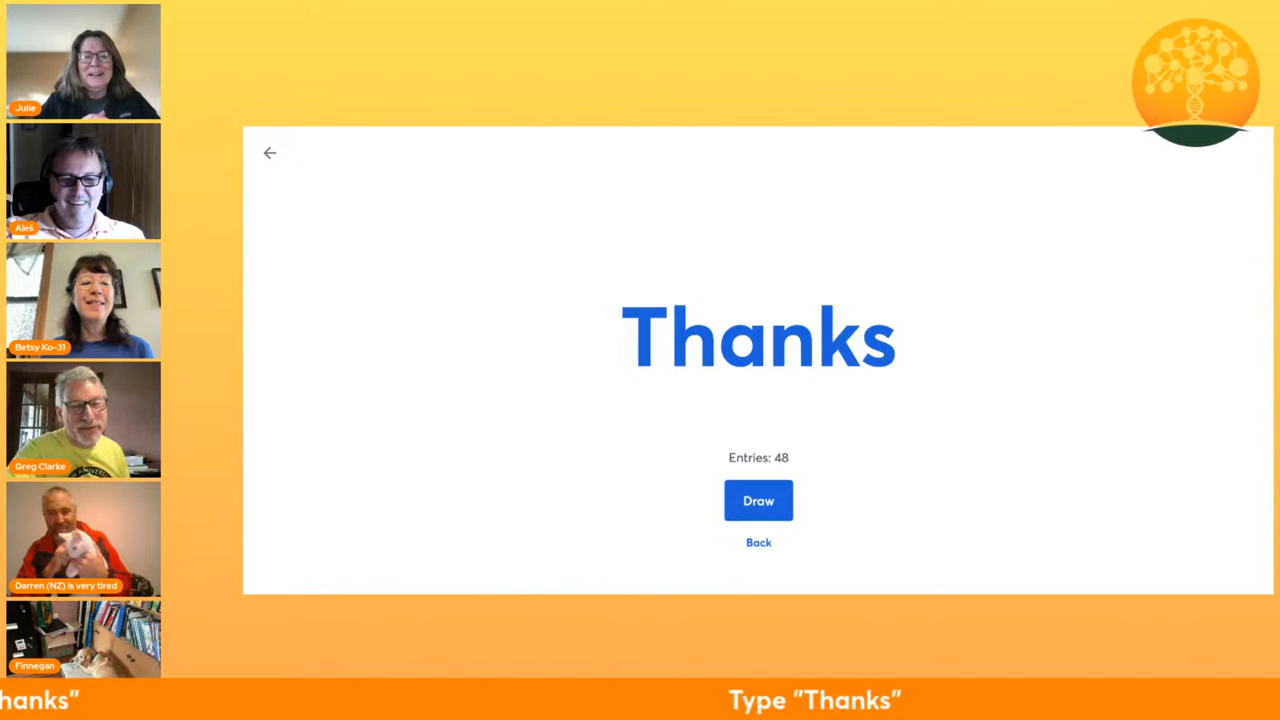 Julie
Aleš
Betsy Ko-31
Greg Clarke
Darren (NZ) is very tired
Finnegan
Thanks
Entries: 48
Draw
Back
hanks"
Type "Thanks"